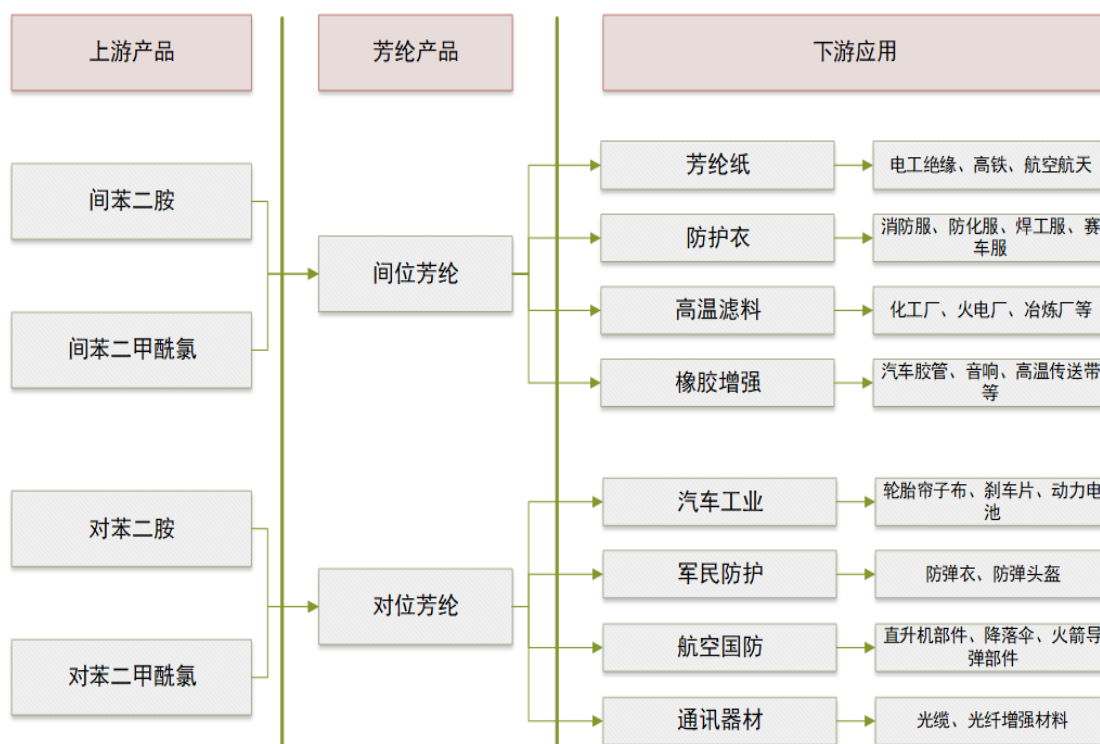 上游产品
芳纶产品
下游应用
间苯二胺
间苯二甲酰氯
间位芳纶
芳纶纸
电工绝缘、高铁、航空航天
防护衣
消防服、防化服、焊工服、赛
车服
高温滤料
化工厂、火电厂、冶炼厂等
橡胶增强
汽车胶管、音响、高温传送带
等
对苯二胺
对苯二甲酰氯
对位芳纶
汽车工业
轮胎帘子布、刹车片、动力电
池
军民防护
防弹衣、防弹头盔
航空国防
直升机部件、降落伞、火箭导
弹部件
通讯器材
光缆、光纤增强材料